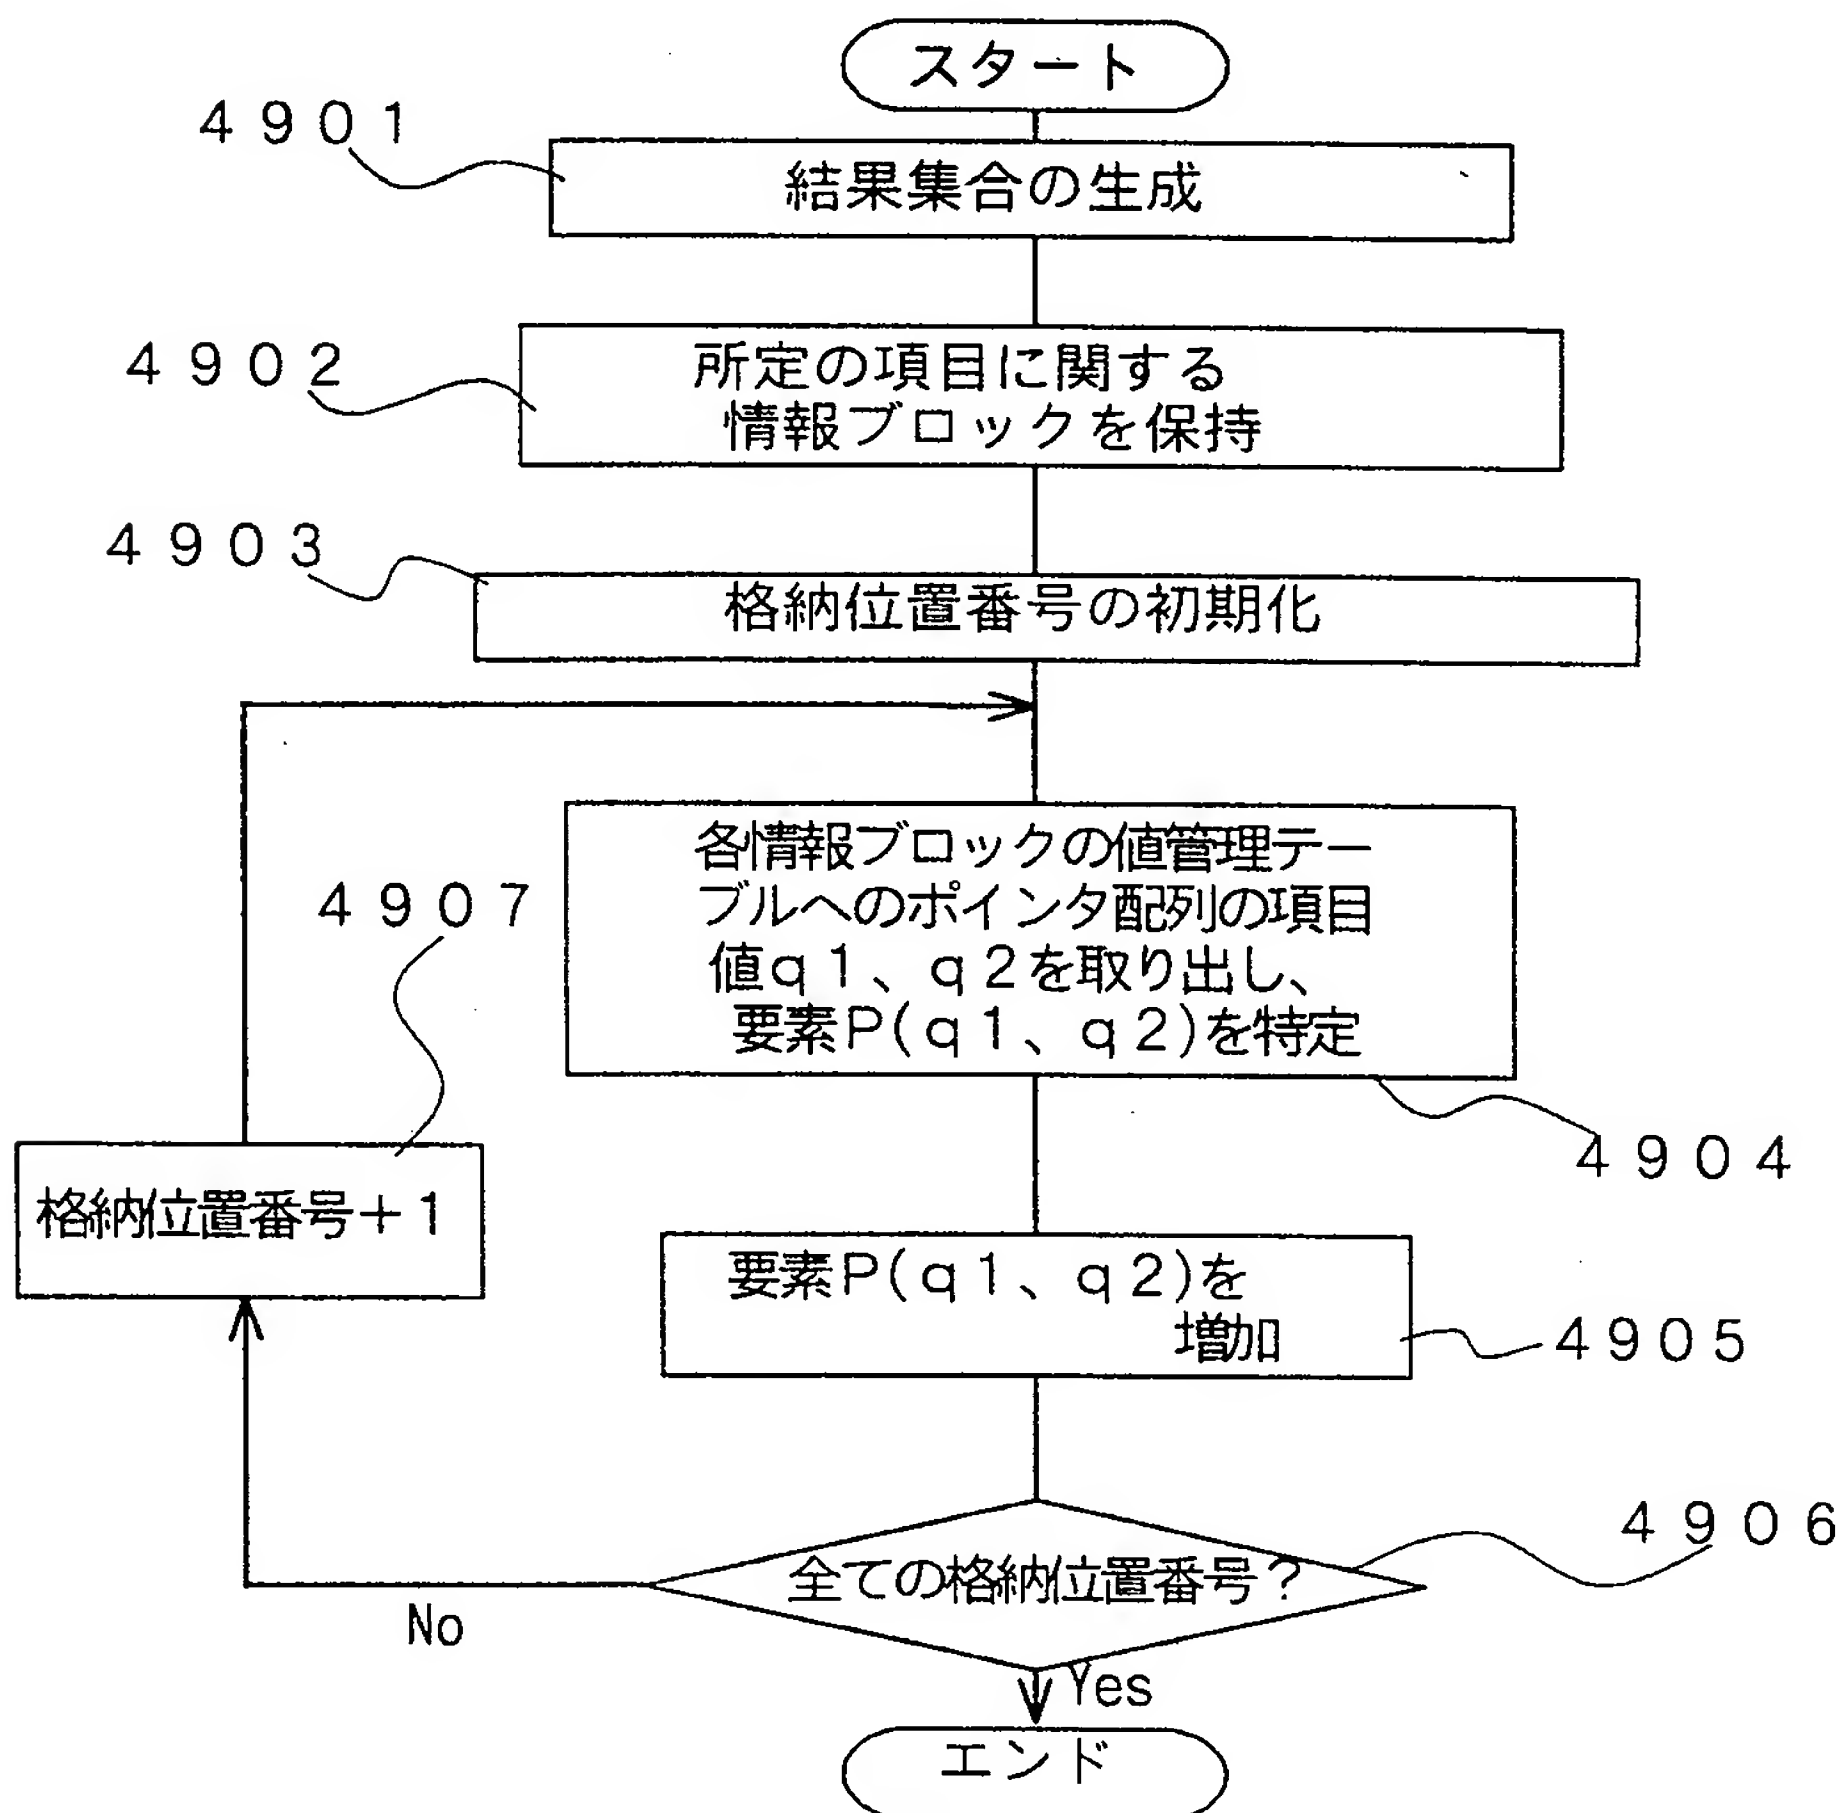 スタート
４９０１
結果集合の生成
４９０２
所定の項目に関する
情報ブロックを保持
４９０３
格納位置番号の初期化
各情報ブロックの値管理テー
ブルへのポインタ配列の項目
値ｑ１、ｑ２を取り出し、
要素Ｐ(ｑ１、ｑ２)を特定
４９０７
４９０４
格納位置番号＋１
要素Ｐ(ｑ１、ｑ２)を
増加
４９０５
４９０６
全ての格納位置番号？
No
Yes
エンド